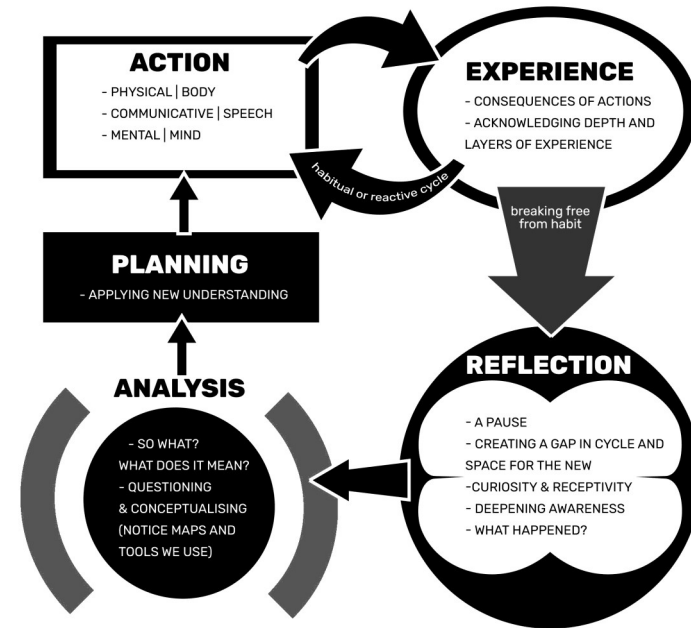 ACTION
- PHYSICAL | BODY
- COMMUNICATIVE | SPEECH
- MENTAL | MIND
EXPERIENCE
- CONSEQUENCES OF ACTIONS
- ACKNOWLEDGING DEPTH AND
LAYERS OF EXPERIENCE
habitual or reactive cycle
breaking free
from habit
PLANNING
- APPLYING NEW UNDERSTANDING
REFLECTION
- A PAUSE
- CREATING A GAP IN CYCLE AND
SPACE FOR THE NEW
-CURIOSITY & RECEPTIVITY
- DEEPENING AWARENESS
- WHAT HAPPENED?
ANALYSIS
- SO WHAT?
WHAT DOES IT MEAN?
- QUESTIONING
& CONCEPTUALISING
(NOTICE MAPS AND
TOOLS WE USE)